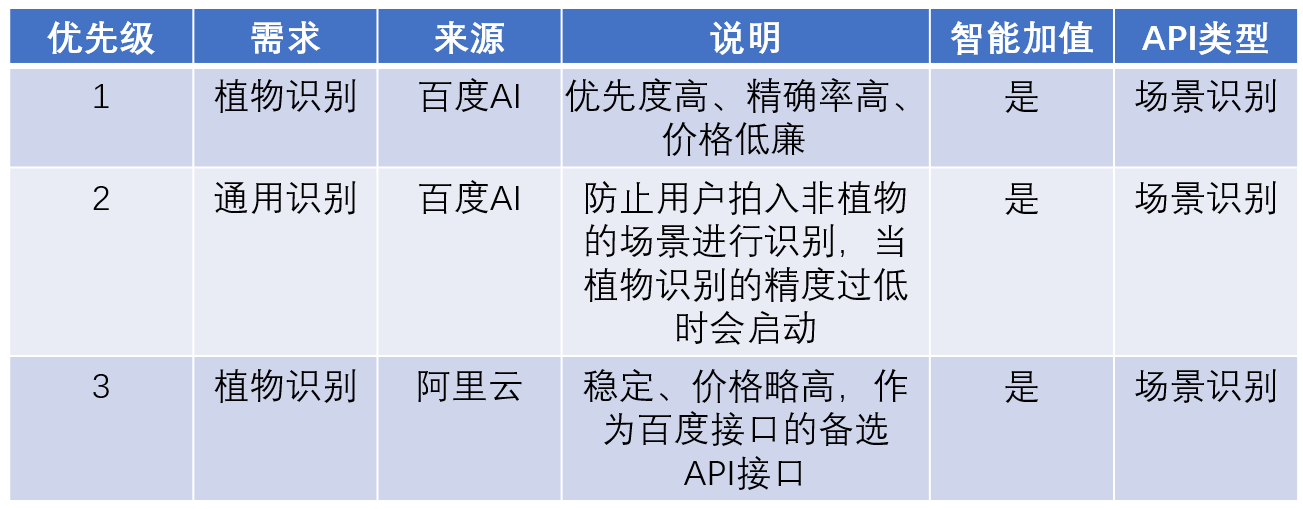 优先级 需求 来源 说明 智能加值 API类型
1 植物识别 百度AI 优先度高、精确率高、 是 场景识别
价格低廉
2 通用识别 百度AI 防止用户拍入非植物 是 场景识别
的场景进行识别，当
植物识别的精度过低
时会启动
3 植物识别 阿里云 稳定、价格略高，作 是 场景识别
为百度接口的备选
API接口